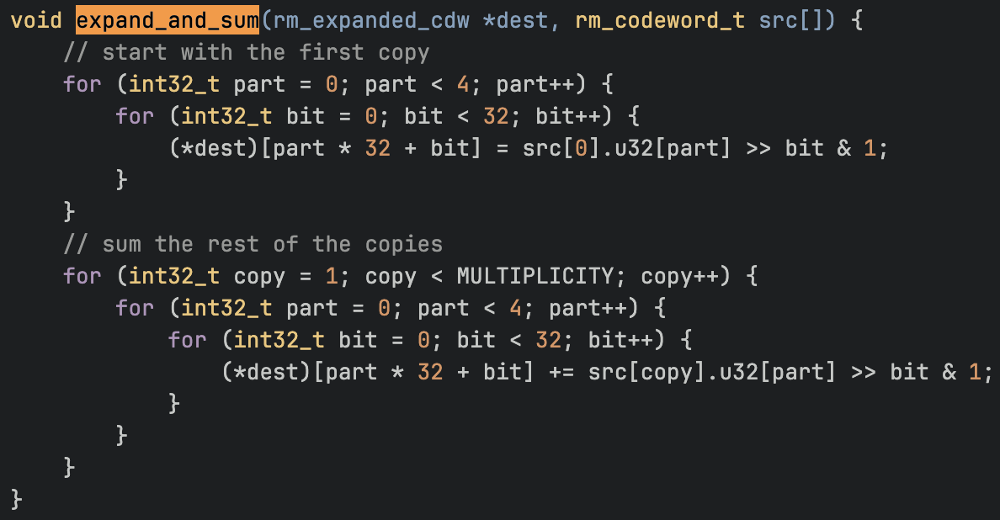 void expand_and_sum(rm_expanded_cdw *dest, rm_codeword_t src[]) {
    // start with the first copy
    for (int32_t part = 0; part < 4; part++) {
        for (int32_t bit = 0; bit < 32; bit++) {
            (*dest)[part * 32 + bit] = src[0].u32[part] >> bit & 1;
        }
    }
    // sum the rest of the copies
    for (int32_t copy = 1; copy < MULTIPLICITY; copy++) {
        for (int32_t part = 0; part < 4; part++) {
            for (int32_t bit = 0; bit < 32; bit++) {
                (*dest)[part * 32 + bit] += src[copy].u32[part] >> bit & 1;
            }
        }
    }
}